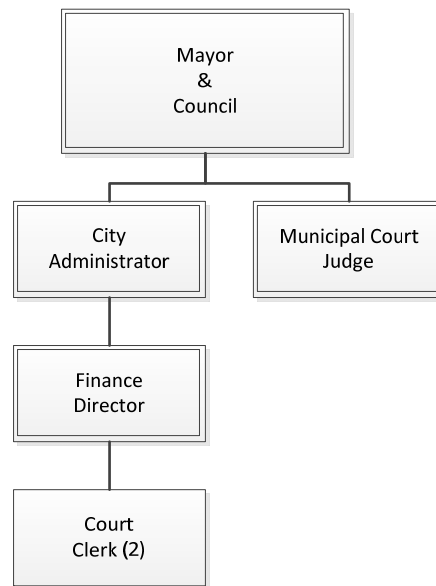 Mayor
&
Council
City
Administrator
Municipal Court
Judge
Finance
Director
Court
Clerk (2)